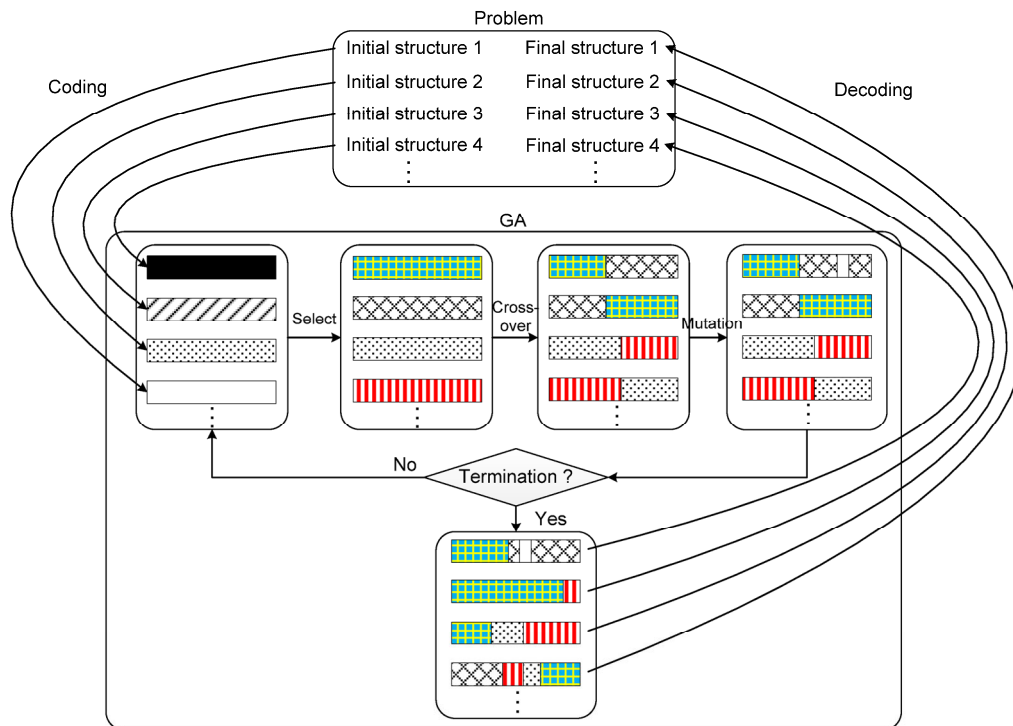 Problem
Initial structure 1 Final structure 1
Initial structure 2 Final structure 2
Initial structure 3 Final structure 3
Initial structure 4 Final structure 4
Coding
Decoding
GA
Select
Cross-
over
Mutation
No
Termination ?
Yes